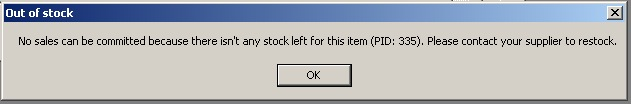 Out of stock
No sales can be committed because there isn't any stock left for this item (PID: 335). Please contact your supplier to restock.
OK